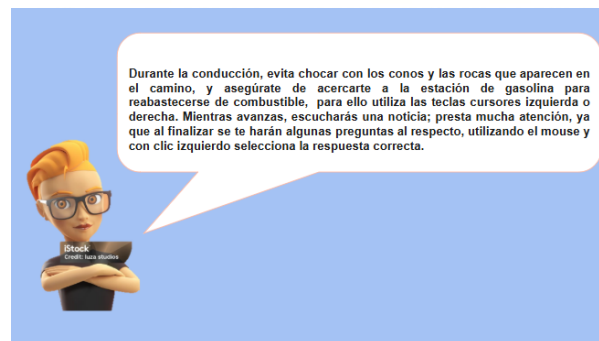 Durante la conducción, evita chocar con los conos y las rocas que aparecen en
el camino, y asegúrate de acercarte a la estación de gasolina para
reabastecerse de combustible, para ello utiliza las teclas cursores izquierda o
derecha. Mientras avanzas, escucharás una noticia; presta mucha atención, ya
que al finalizar se te harán algunas preguntas al respecto, utilizando el mouse y
con clic izquierdo selecciona la respuesta correcta.
iStock
Credit: luza studios